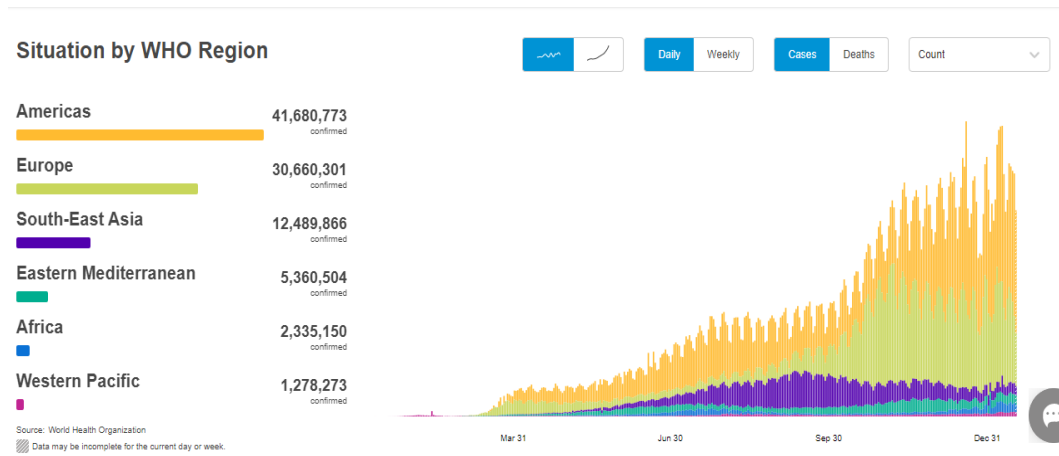 Situation by WHO Region
Daily
Weekly
Cases
Deaths
Count
Americas
41,680,773
confirmed
Europe
30,660,301
confirmed
South-East Asia
12,489,866
confirmed
Eastern Mediterranean
5,360,504
confirmed
Africa
2,335,150
confirmed
Western Pacific
1,278,273
confirmed
Source: World Health Organization
Data may be incomplete for the current day or week.
Mar 31
Jun 30
Sep 30
Dec 31